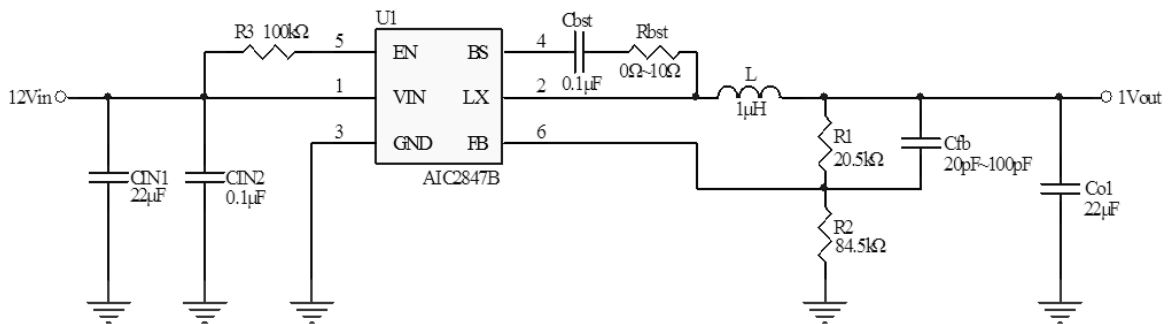 U1
R3 100kΩ
5
EN
BS
4
Cbst
0.1μF
Rbst
0Ω~10Ω
12Vin
1
VIN
LX
2
L
1μH
1Vout
3
GND
FB
6
AIC2847B
CIN1
22μF
CIN2
0.1μF
R1
20.5kΩ
Cfb
20pF~100pF
R2
84.5kΩ
Co1
22μF